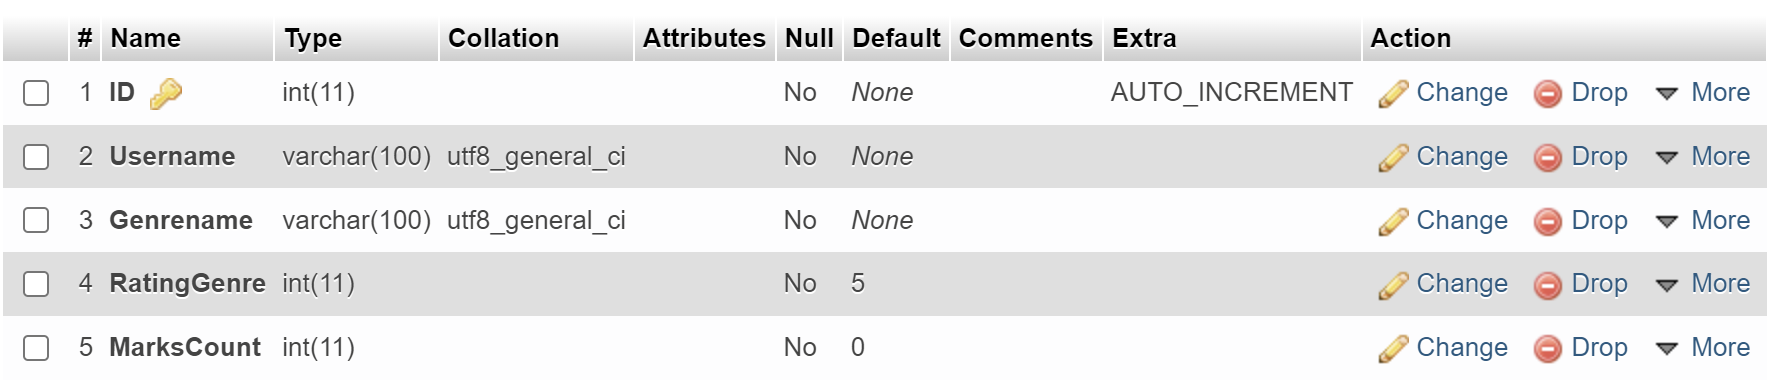 # Name Type Collation Attributes Null Default Comments Extra Action
1 ID int(11) No None AUTO_INCREMENT Change Drop More
2 Username varchar(100) utf8_general_ci No None Change Drop More
3 Genrename varchar(100) utf8_general_ci No None Change Drop More
4 RatingGenre int(11) No 5 Change Drop More
5 MarksCount int(11) No 0 Change Drop More